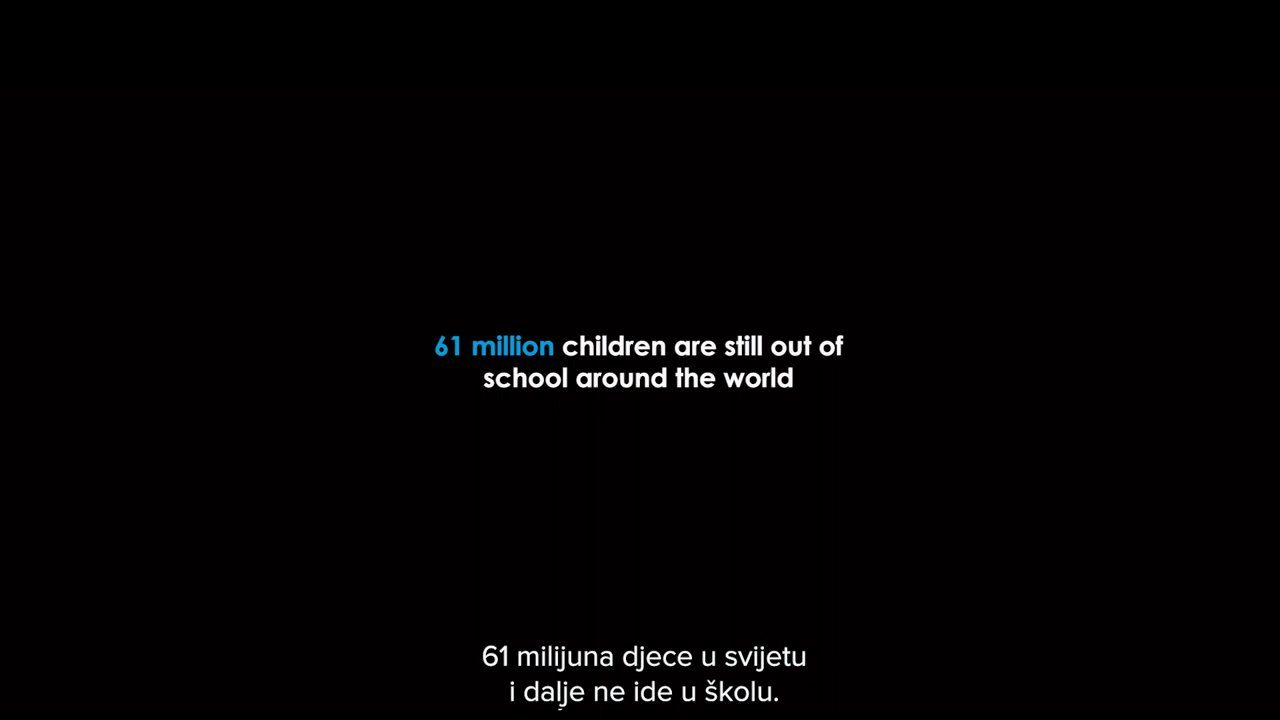 61 million children are still out of
school around the world
61 milijuna djece u svijetu
i dalje ne ide u školu.